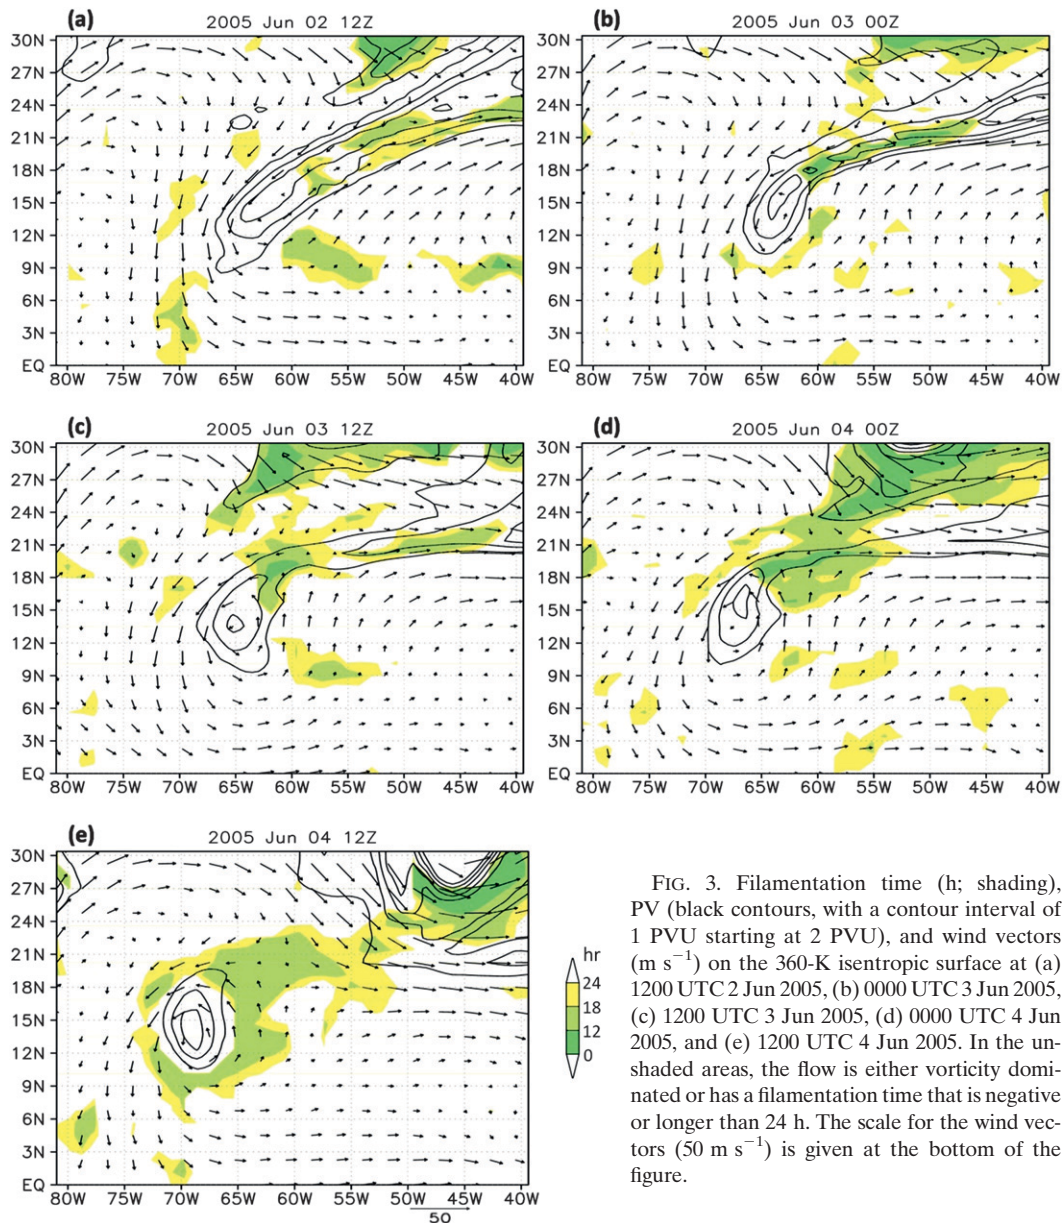 (a)
2005 Jun 02 12Z
30N
27N
24N
21N
18N
15N
12N
9N
6N
3N
EQ
80W 75W 70W 65W 60W 55W 50W 45W 40W
(b)
2005 Jun 03 00Z
30N
27N
24N
21N
18N
15N
12N
9N
6N
3N
EQ
80W 75W 70W 65W 60W 55W 50W 45W 40W
(c)
2005 Jun 03 12Z
30N
27N
24N
21N
18N
15N
12N
9N
6N
3N
EQ
80W 75W 70W 65W 60W 55W 50W 45W 40W
(d)
2005 Jun 04 00Z
30N
27N
24N
21N
18N
15N
12N
9N
6N
3N
EQ
80W 75W 70W 65W 60W 55W 50W 45W 40W
(e)
2005 Jun 04 12Z
30N
27N
24N
21N
18N
15N
12N
9N
6N
3N
EQ
80W 75W 70W 65W 60W 55W 50W 45W 40W
50
hr
24
18
12
0
FIG. 3. Filamentation time (h; shading),
PV (black contours, with a contour interval of
1 PVU starting at 2 PVU), and wind vectors
(m s⁻¹) on the 360-K isentropic surface at (a)
1200 UTC 2 Jun 2005, (b) 0000 UTC 3 Jun 2005,
(c) 1200 UTC 3 Jun 2005, (d) 0000 UTC 4 Jun
2005, and (e) 1200 UTC 4 Jun 2005. In the un-
shaded areas, the flow is either vorticity domi-
nated or has a filamentation time that is negative
or longer than 24 h. The scale for the wind vec-
tors (50 m s⁻¹) is given at the bottom of the
figure.